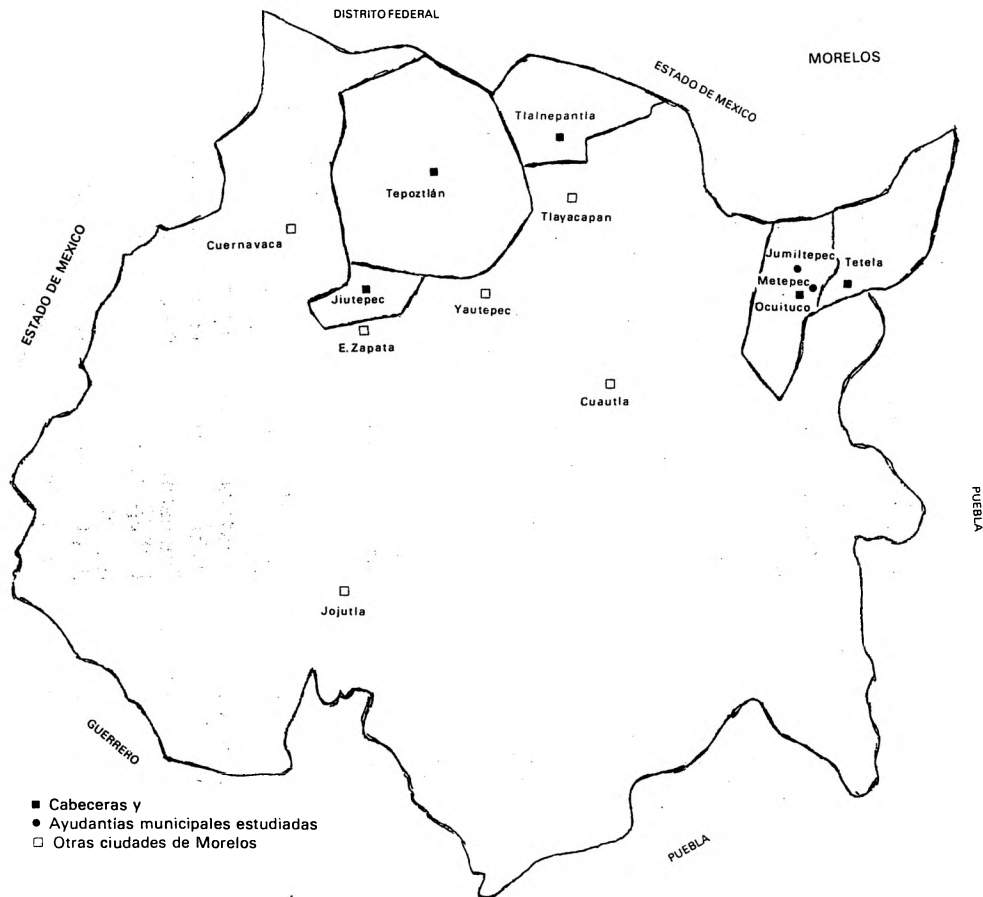 DISTRITO FEDERAL
MORELOS
ESTADO DE MEXICO
Tlalnepantla
Tepoztlán
Tlayacapan
Cuernavaca
ESTADO DE MEXICO
Jumiltepec
Tetela
Metepec
Ocuituco
Jiutepec
Yautepec
E. Zapata
Cuautla
PUEBLA
Jojutla
GUERRERO
■ Cabeceras y
● Ayudantías municipales estudiadas
□ Otras ciudades de Morelos
PUEBLA